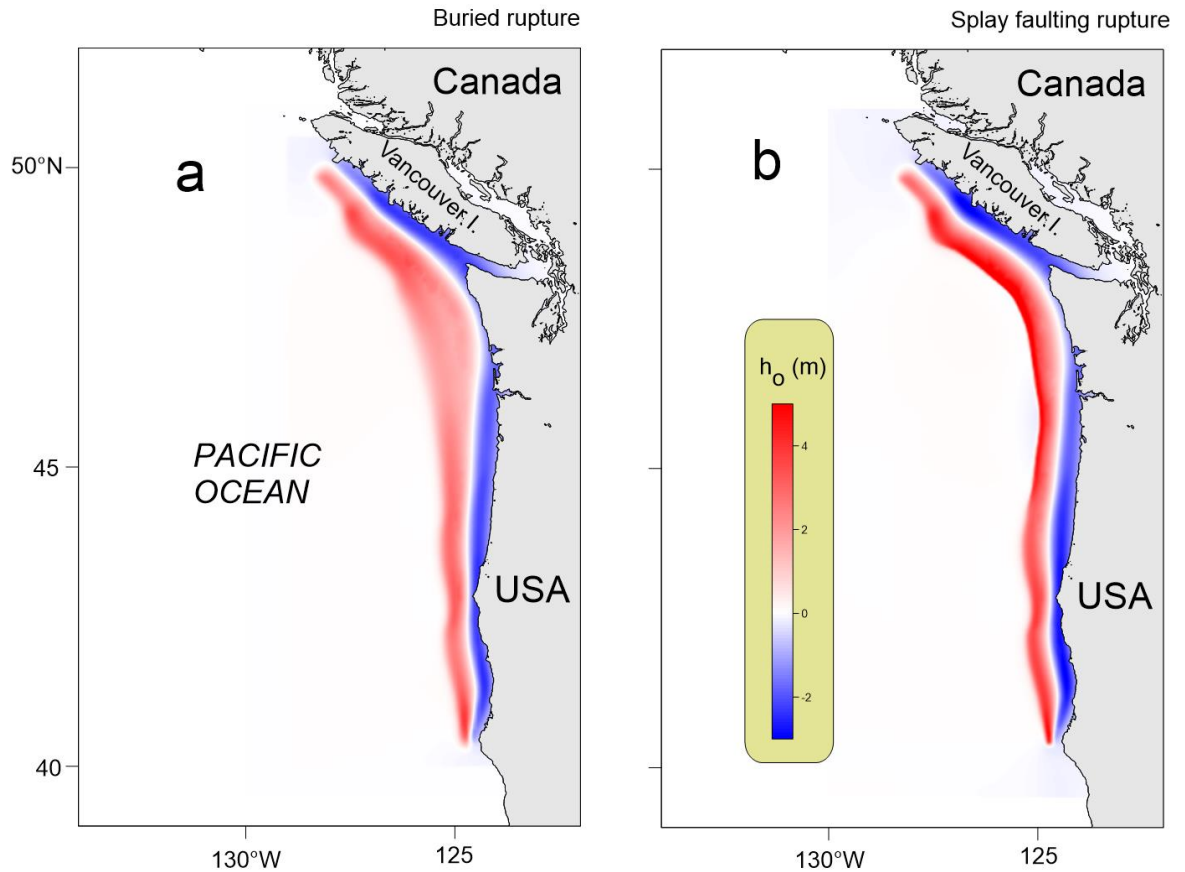 Buried rupture
Canada
a
Vancouver I.
PACIFIC
OCEAN
USA
50°N
45
40
130°W
125
Splay faulting rupture
Canada
b
Vancouver I.
USA
ho (m)
4
2
0
-2
130°W
125